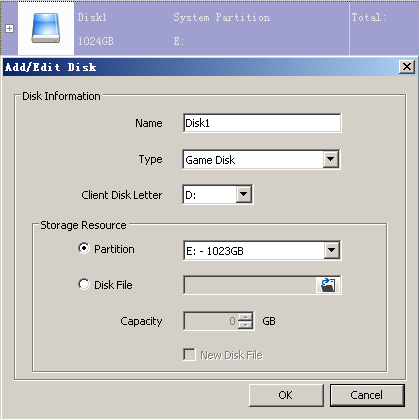 Disk1 System Partition Total:
1024GB E:
Add/Edit Disk
Disk Information
Name Disk1
Type Game Disk
Client Disk Letter D:
Storage Resource
Partition E: - 1023GB
Disk File
Capacity 0 GB
New Disk File
OK Cancel